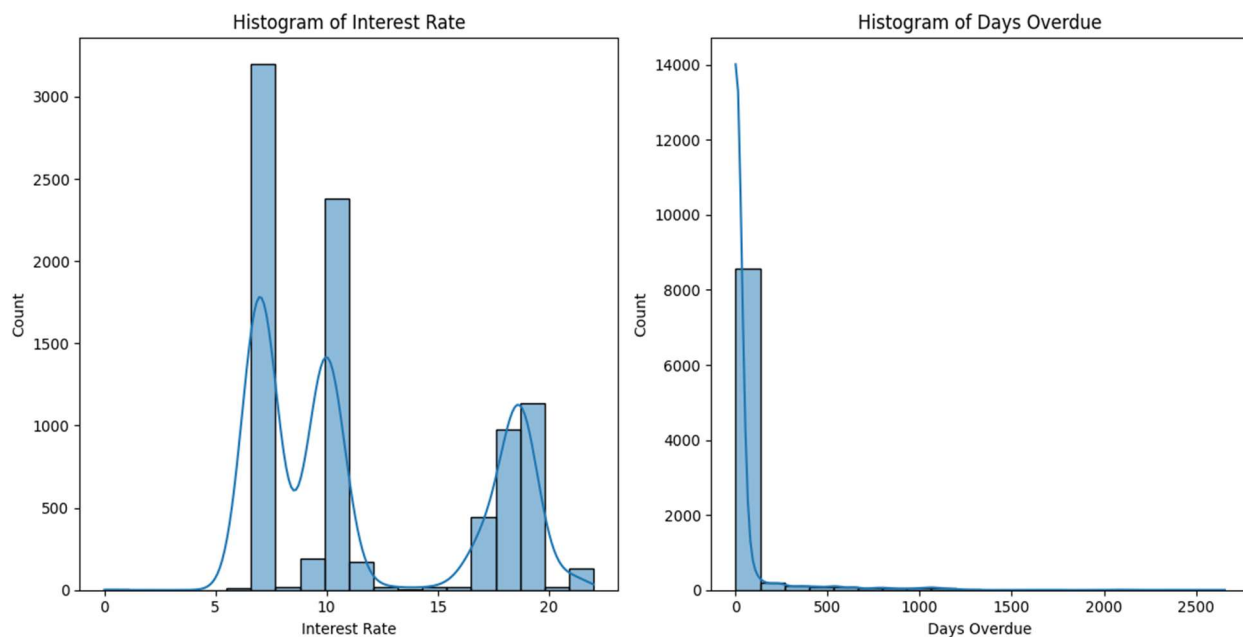 Histogram of Interest Rate
3000
2500
2000
1500
1000
500
0
Count
0 5 10 15 20
Interest Rate
Histogram of Days Overdue
14000
12000
10000
8000
6000
4000
2000
0
Count
0 500 1000 1500 2000 2500
Days Overdue